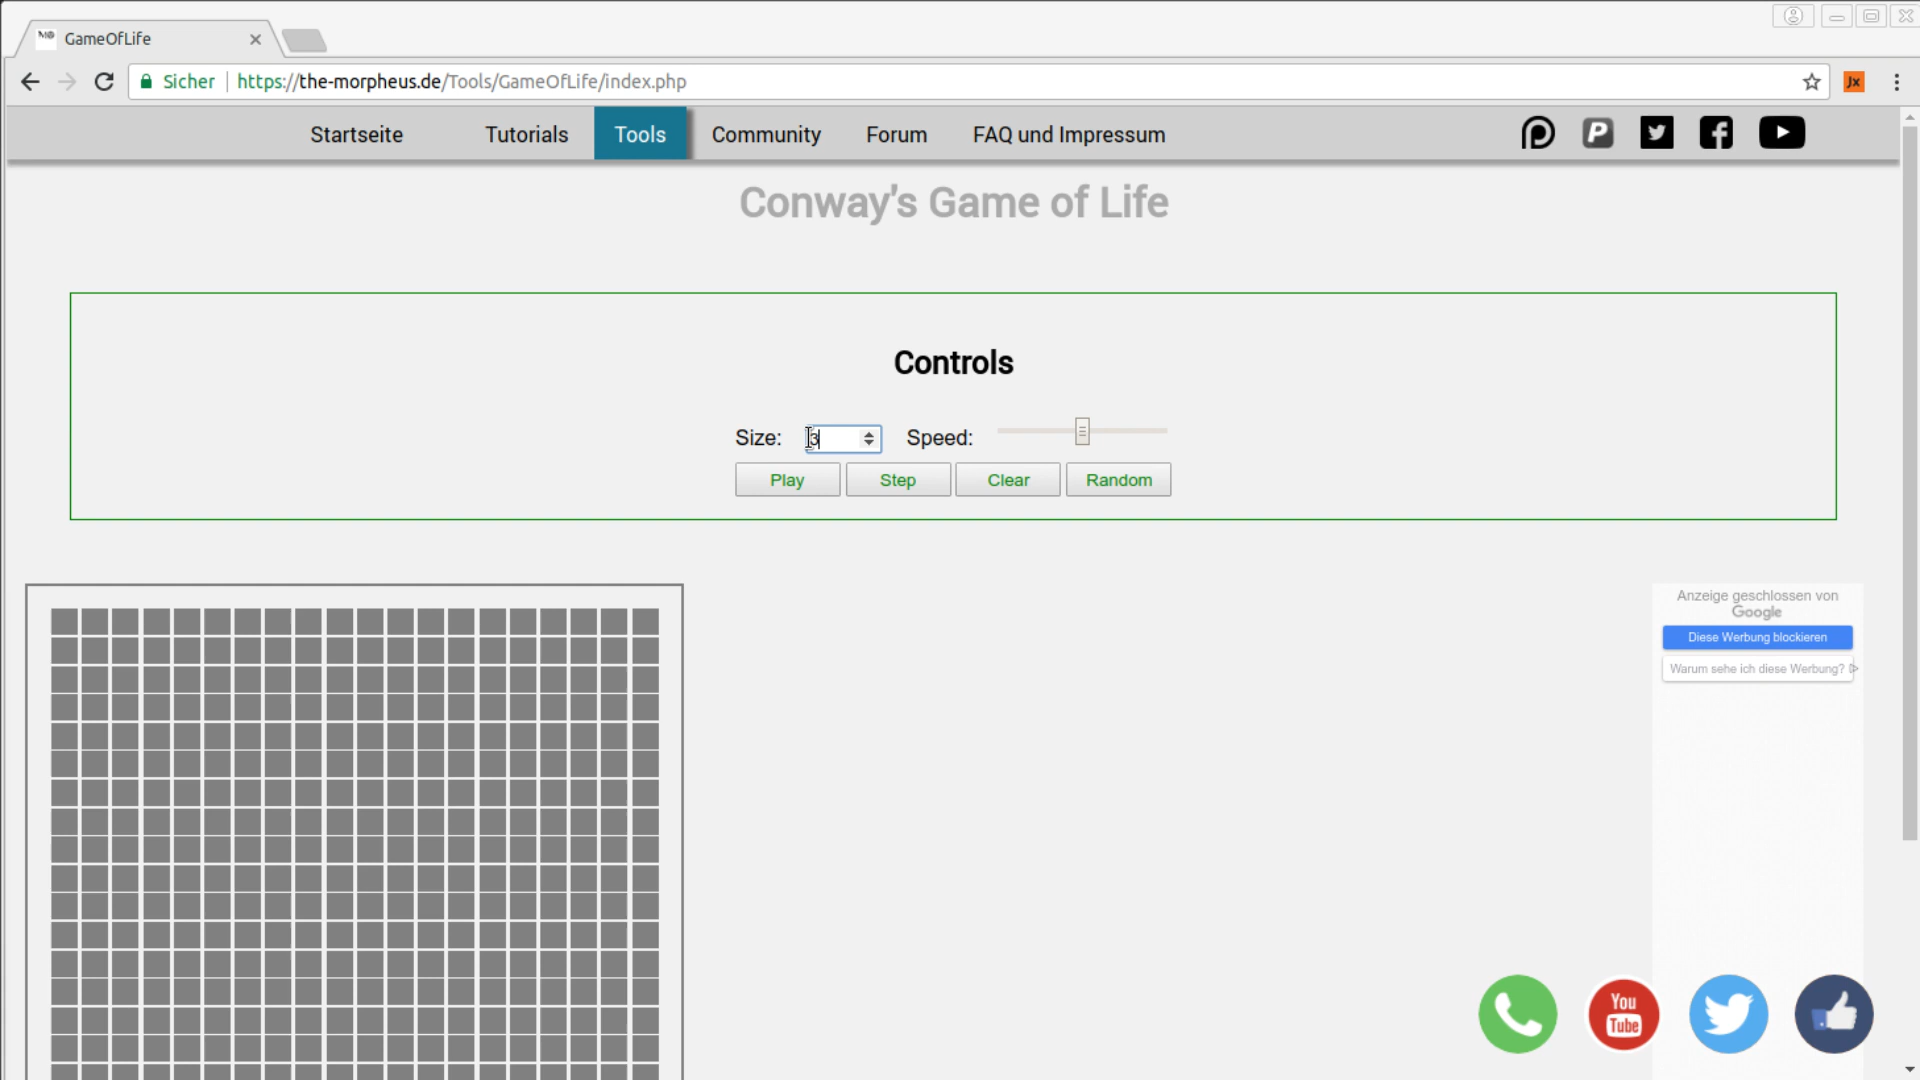 GameOfLife
Sicher https://the-morpheus.de/Tools/GameOfLife/index.php
Jx
Startseite Tutorials Tools Community Forum FAQ und Impressum
Conway's Game of Life
Controls
Size: 3 Speed:
Play Step Clear Random
Anzeige geschlossen von
Google
Diese Werbung blockieren
Warum sehe ich diese Werbung?
You
Tube